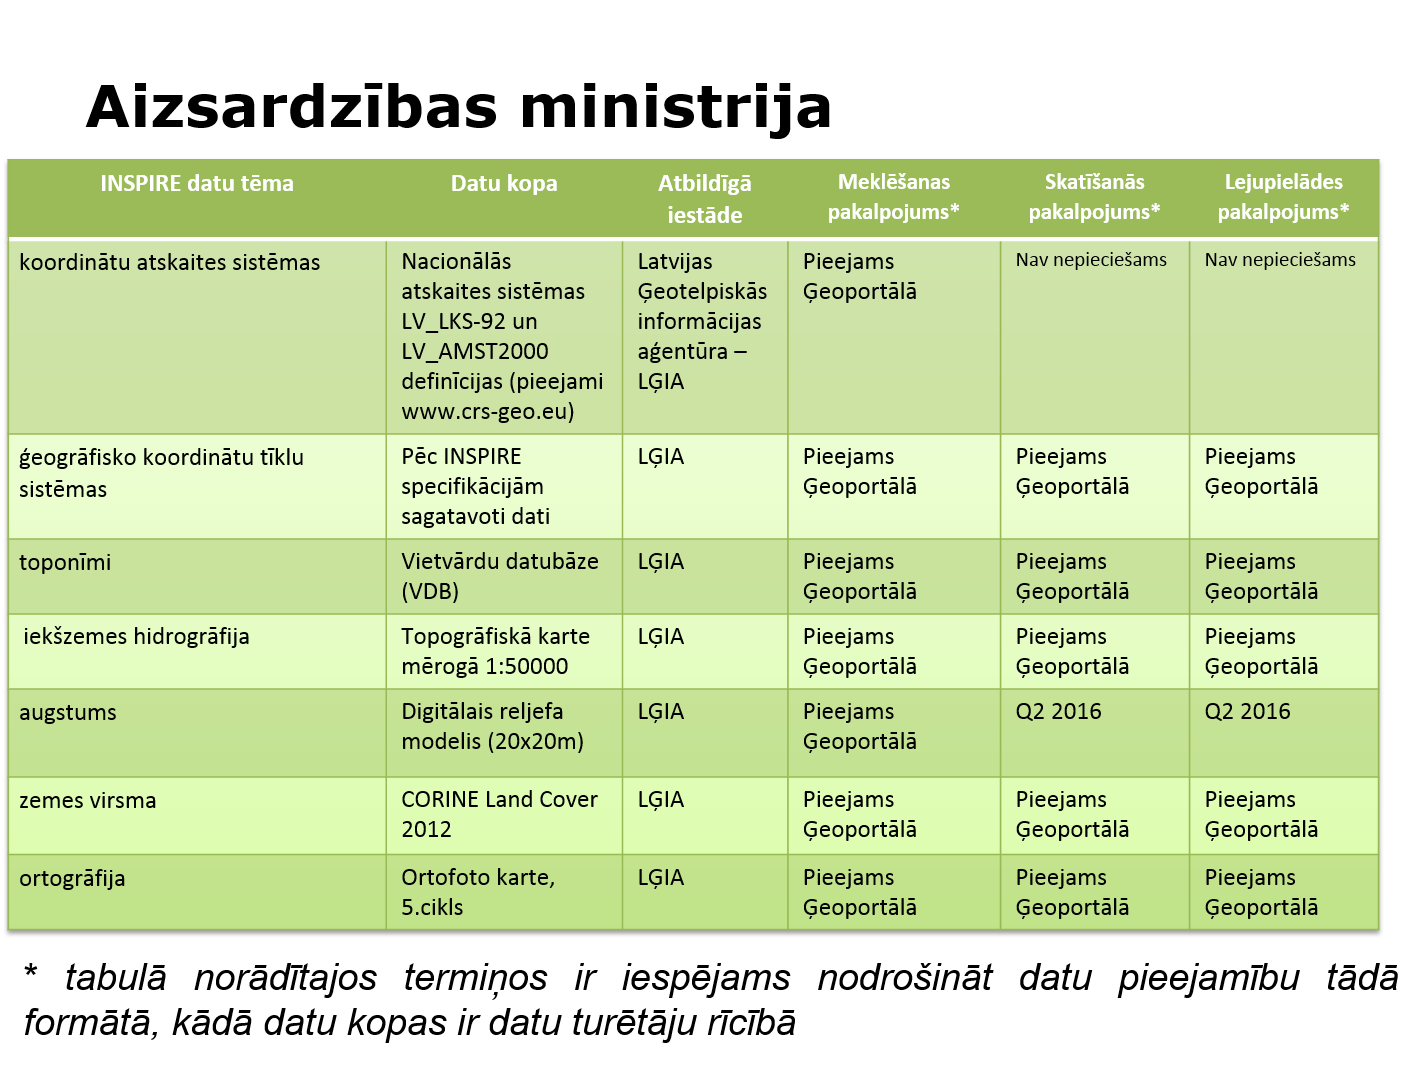 Aizsardzības ministrija
INSPIRE datu tēma
Datu kopa
Atbildīgā
iestāde
Meklēšanas
pakalpojums*
Skatīšanās
pakalpojums*
Lejupielādes
pakalpojums*
koordinātu atskaites sistēmas
Nacionālās
atskaites sistēmas
LV_LKS-92 un
LV_AMST2000
definīcijas (pieejami
www.crs-geo.eu)
Latvijas
Ģeotelpiskās
informācijas
aģentūra –
LĢIA
Pieejams
Ģeoportālā
Nav nepieciešams
Nav nepieciešams
ģeogrāfisko koordinātu tīklu
sistēmas
Pēc INSPIRE
specifikācijām
sagatavoti dati
LĢIA
Pieejams
Ģeoportālā
Pieejams
Ģeoportālā
Pieejams
Ģeoportālā
toponīmi
Vietvārdu datubāze
(VDB)
LĢIA
Pieejams
Ģeoportālā
Pieejams
Ģeoportālā
Pieejams
Ģeoportālā
iekšzemes hidrogrāfija
Topogrāfiskā karte
mērogā 1:50000
LĢIA
Pieejams
Ģeoportālā
Pieejams
Ģeoportālā
Pieejams
Ģeoportālā
augstums
Digitālais reljefa
modelis (20x20m)
LĢIA
Pieejams
Ģeoportālā
Q2 2016
Q2 2016
zemes virsma
CORINE Land Cover
2012
LĢIA
Pieejams
Ģeoportālā
Pieejams
Ģeoportālā
Pieejams
Ģeoportālā
ortogrāfija
Ortofoto karte,
5.cikls
LĢIA
Pieejams
Ģeoportālā
Pieejams
Ģeoportālā
Pieejams
Ģeoportālā
* tabulā norādītajos termiņos ir iespējams nodrošināt datu pieejamību tādā
formātā, kādā datu kopas ir datu turētāju rīcībā